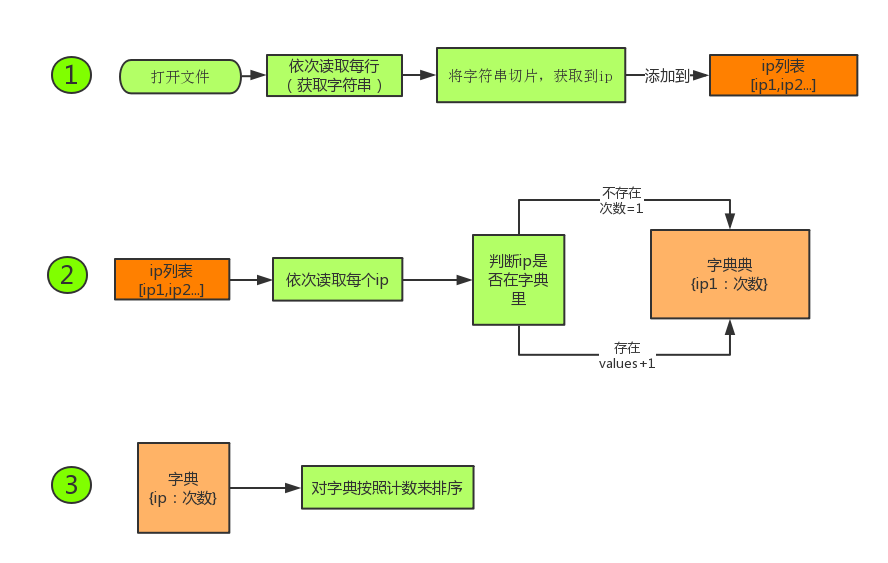 1
打开文件
依次读取每行
（获取字符串）
将字符串切片，获取到ip
添加到
ip列表
[ip1,ip2...]
2
ip列表
[ip1,ip2...]
依次读取每个ip
判断ip是
否在字典
里
不存在
次数=1
存在
values+1
字典典
{ip1：次数}
3
字典
{ip：次数}
对字典按照计数来排序